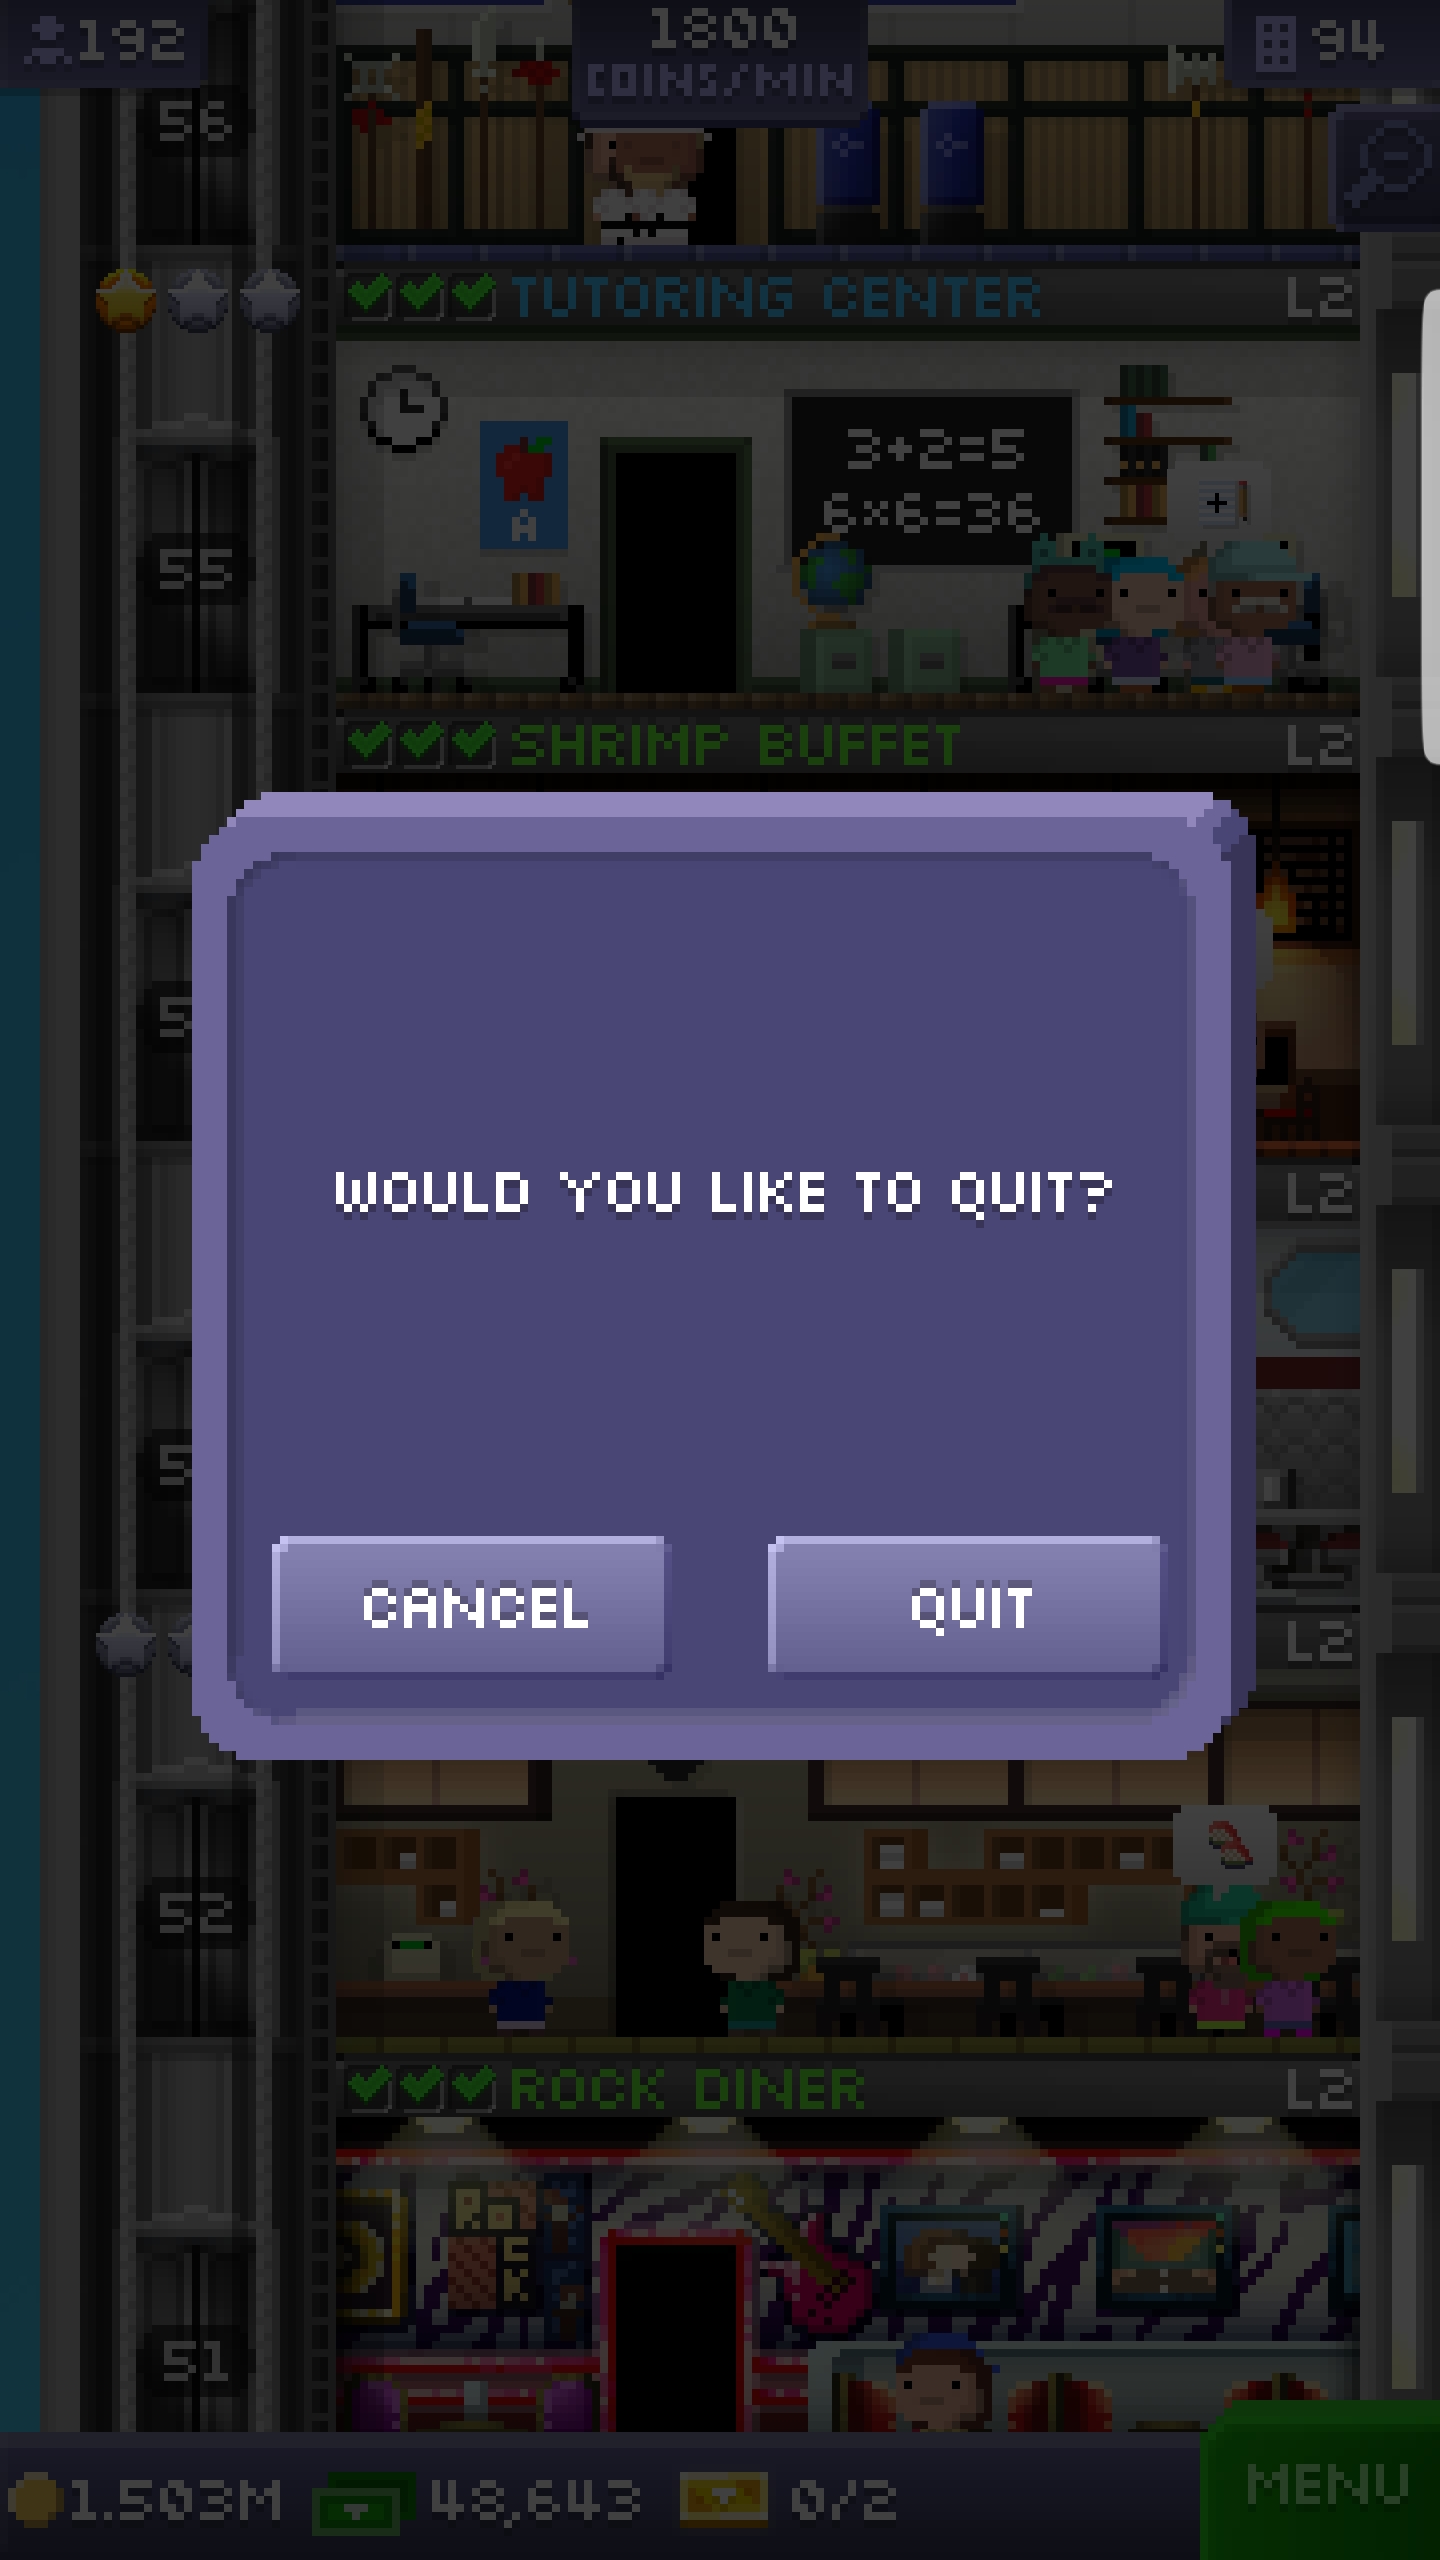 192
1800
COINS/MIN
94
56
TUTORING CENTER L2
3+2=5
6×6=36
A
55
SHRIMP BUFFET L2
WOULD YOU LIKE TO QUIT?
L2
CANCEL QUIT
L2
52
ROCK DINER L2
51
1.503M 48,643 0/2 MENU